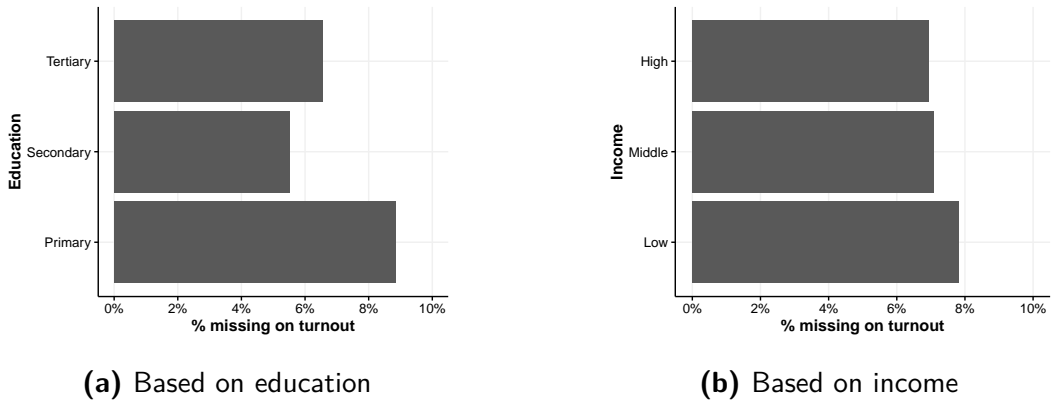 Education
Tertiary
Secondary
Primary
0% 2% 4% 6% 8% 10%
% missing on turnout
(a) Based on education
Income
High
Middle
Low
0% 2% 4% 6% 8% 10%
% missing on turnout
(b) Based on income